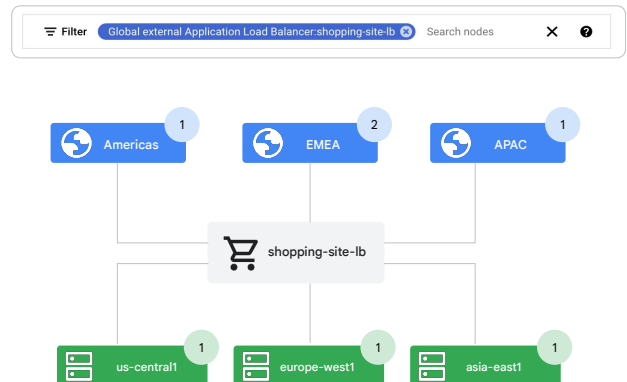 Filter Global external Application Load Balancer:shopping-site-lb Search nodes
1 2 1
Americas EMEA APAC
shopping-site-lb
1 1 1
us-central1 europe-west1 asia-east1